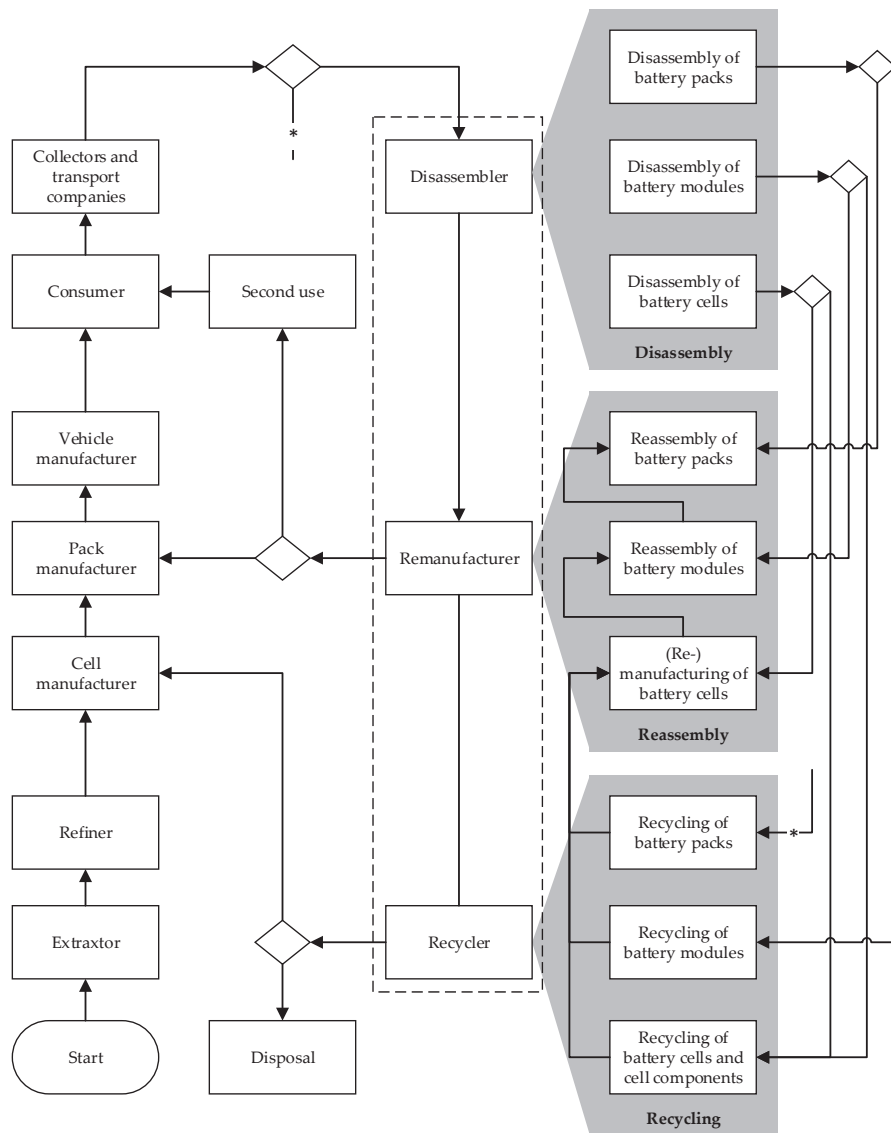 Collectors and
transport
companies
Consumer
Second use
Vehicle
manufacturer
Pack
manufacturer
Cell
manufacturer
Refiner
Extraxtor
Start
*
Disassembler
Remanufacturer
Recycler
Disposal
Disassembly of
battery packs
Disassembly of
battery modules
Disassembly of
battery cells
Disassembly
Reassembly of
battery packs
Reassembly of
battery modules
(Re-)
manufacturing of
battery cells
Reassembly
Recycling of
battery packs
*
Recycling of
battery modules
Recycling of
battery cells and
cell components
Recycling